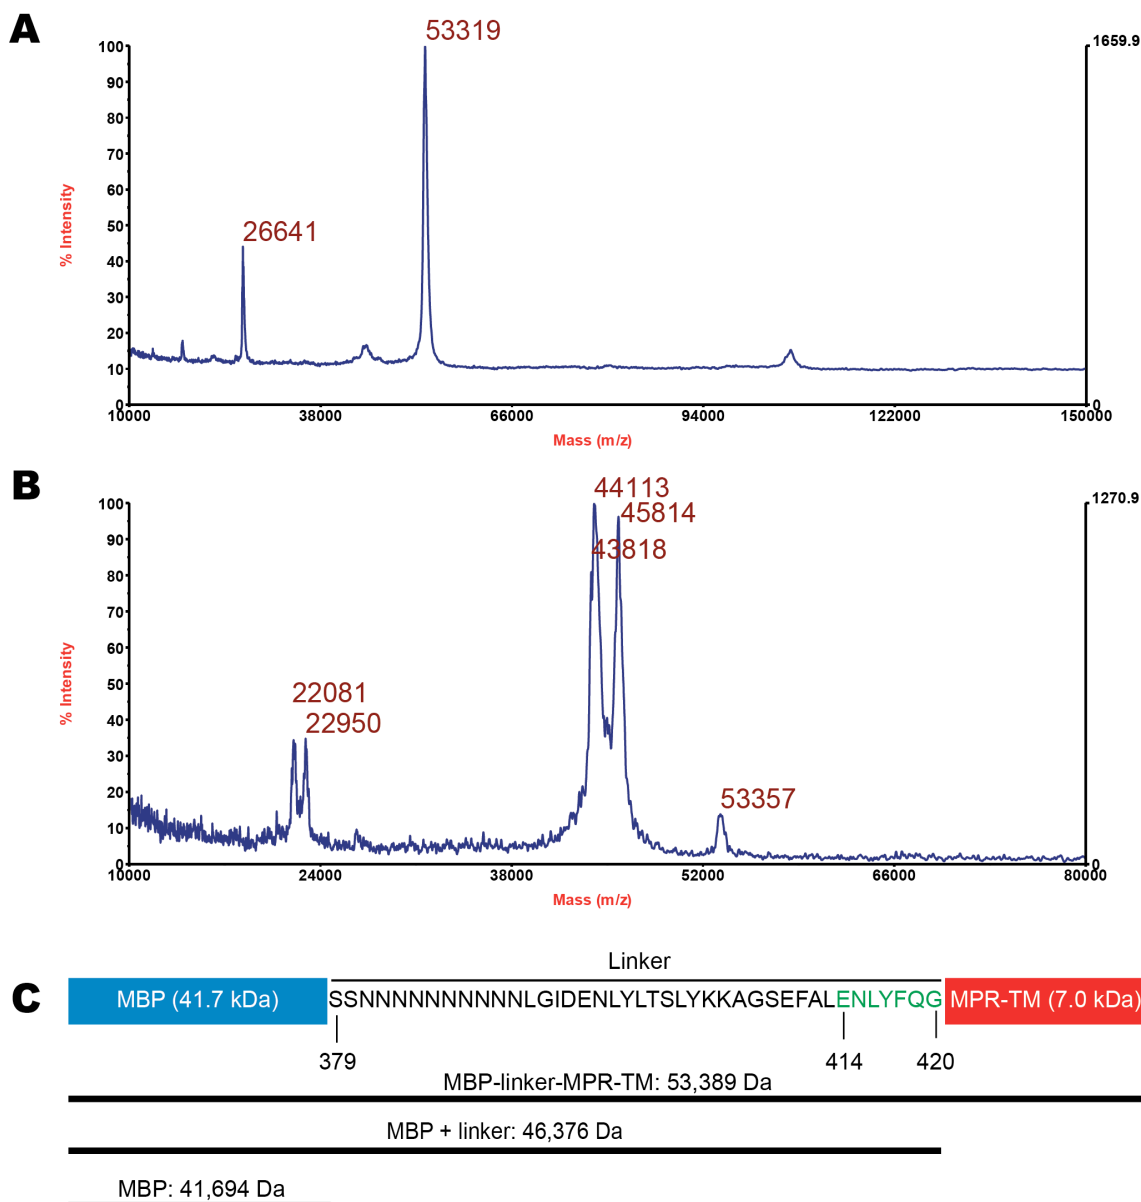 A
53319
1659.9
100
90
80
70
60
50
40
30
20
10
0
26641
% Intensity
0
10000 38000 66000 94000 122000 150000
Mass (m/z)
B
44113
45814
43818
1270.9
100
90
80
70
60
50
40
30
20
10
0
22081
22950
53357
% Intensity
0
10000 24000 38000 52000 66000 80000
Mass (m/z)
Linker
C
MBP (41.7 kDa) SSNNNNNNNNNNLGIDENLYLTSLYKKAGSEFALENLYFQG MPR-TM (7.0 kDa)
379 414 420
MBP-linker-MPR-TM: 53,389 Da
MBP + linker: 46,376 Da
MBP: 41,694 Da